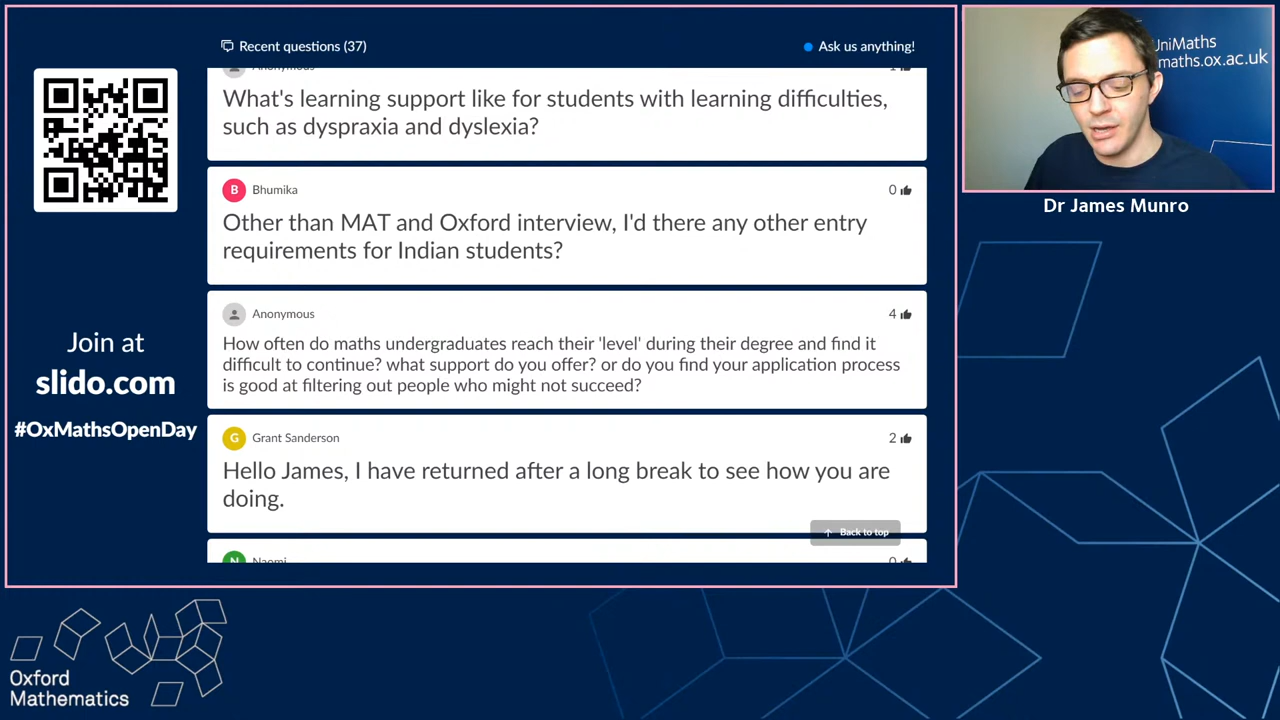 Recent questions (37)
Ask us anything!
Anonymous
1
What's learning support like for students with learning difficulties,
such as dyspraxia and dyslexia?
B
Bhumika
0
Other than MAT and Oxford interview, I'd there any other entry
requirements for Indian students?
Anonymous
4
How often do maths undergraduates reach their 'level' during their degree and find it
difficult to continue? what support do you offer? or do you find your application process
is good at filtering out people who might not succeed?
G
Grant Sanderson
2
Hello James, I have returned after a long break to see how you are
doing.
Back to top
N
Naomi
0
Join at
slido.com
#OxMathsOpenDay
UniMaths
maths.ox.ac.uk
Dr James Munro
Oxford
Mathematics